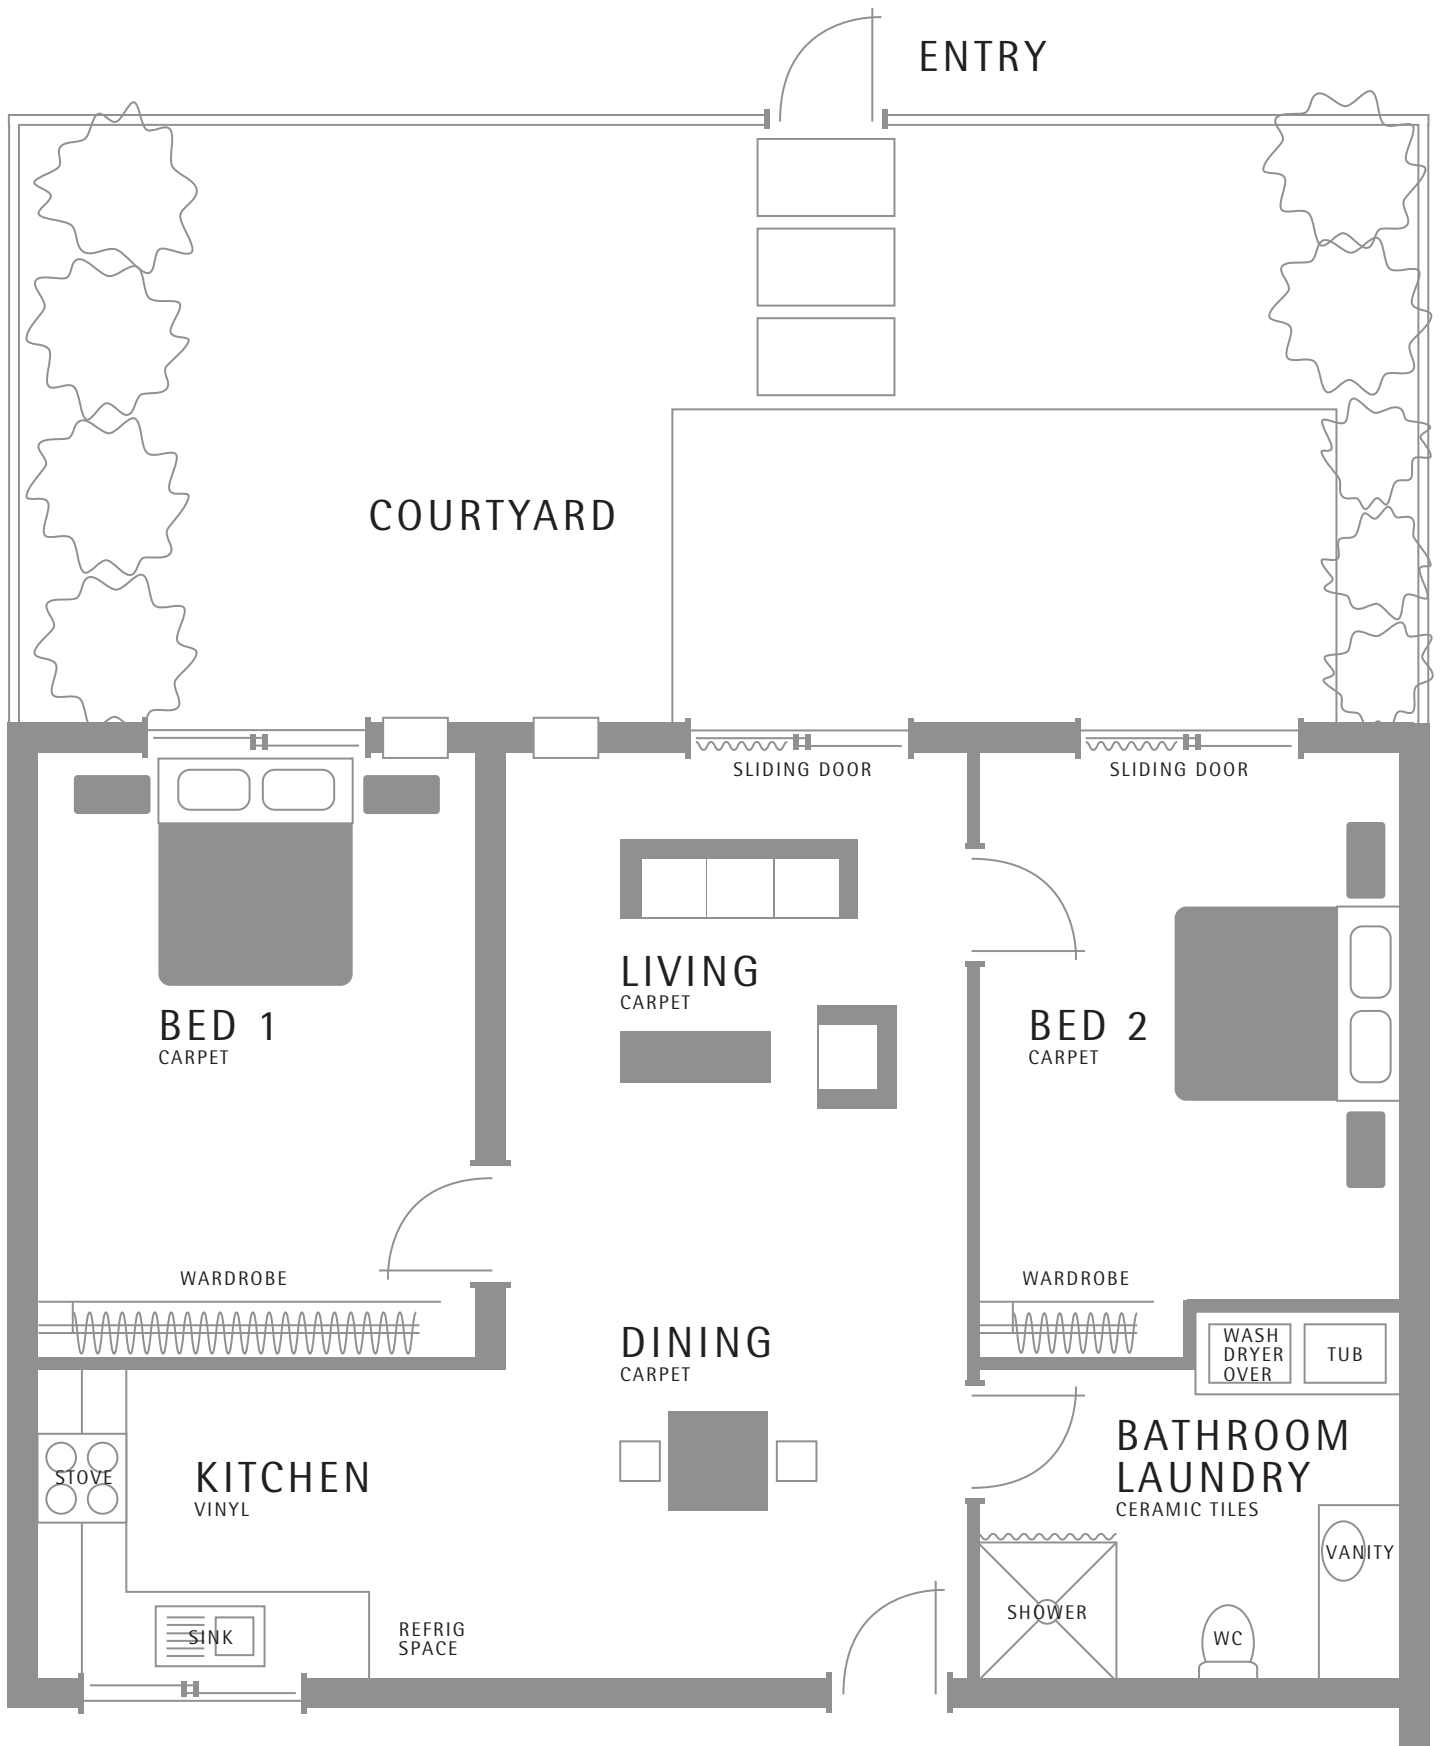 ENTRY
COURTYARD
SLIDING DOOR
SLIDING DOOR
LIVING
CARPET
BED 1
CARPET
BED 2
CARPET
WARDROBE
WARDROBE
DINING
CARPET
WASH
DRYER
OVER
TUB
KITCHEN
VINYL
STOVE
BATHROOM
LAUNDRY
CERAMIC TILES
VANITY
SHOWER
WC
SINK
REFRIG
SPACE